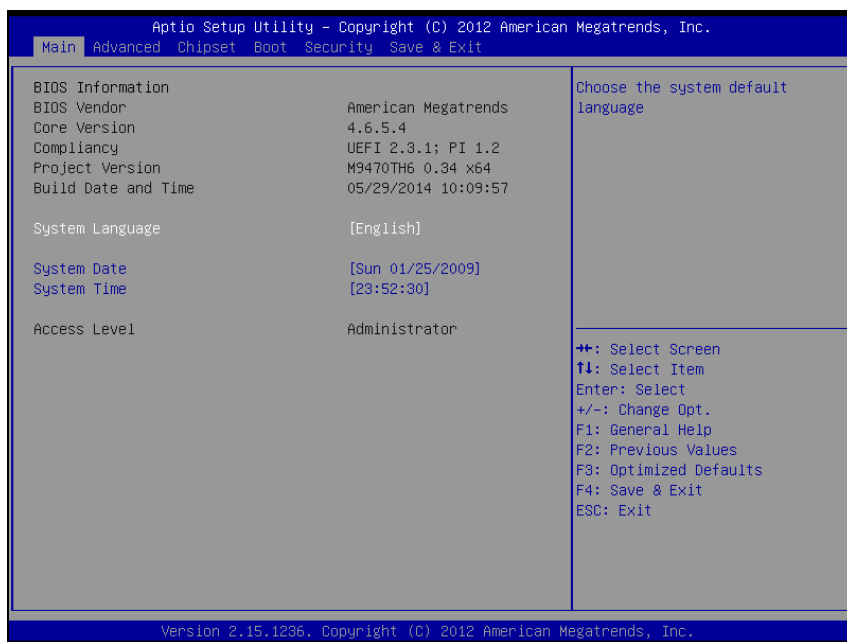 Aptio Setup Utility – Copyright (C) 2012 American Megatrends, Inc.
Main Advanced Chipset Boot Security Save & Exit
BIOS Information
BIOS Vendor American Megatrends
Core Version 4.6.5.4
Compliancy UEFI 2.3.1; PI 1.2
Project Version M9470TH6 0.34 x64
Build Date and Time 05/29/2014 10:09:57
System Language [English]
System Date [Sun 01/25/2009]
System Time [23:52:30]
Access Level Administrator
Choose the system default
language
→←: Select Screen
↑↓: Select Item
Enter: Select
+/-: Change Opt.
F1: General Help
F2: Previous Values
F3: Optimized Defaults
F4: Save & Exit
ESC: Exit
Version 2.15.1236. Copyright (C) 2012 American Megatrends, Inc.